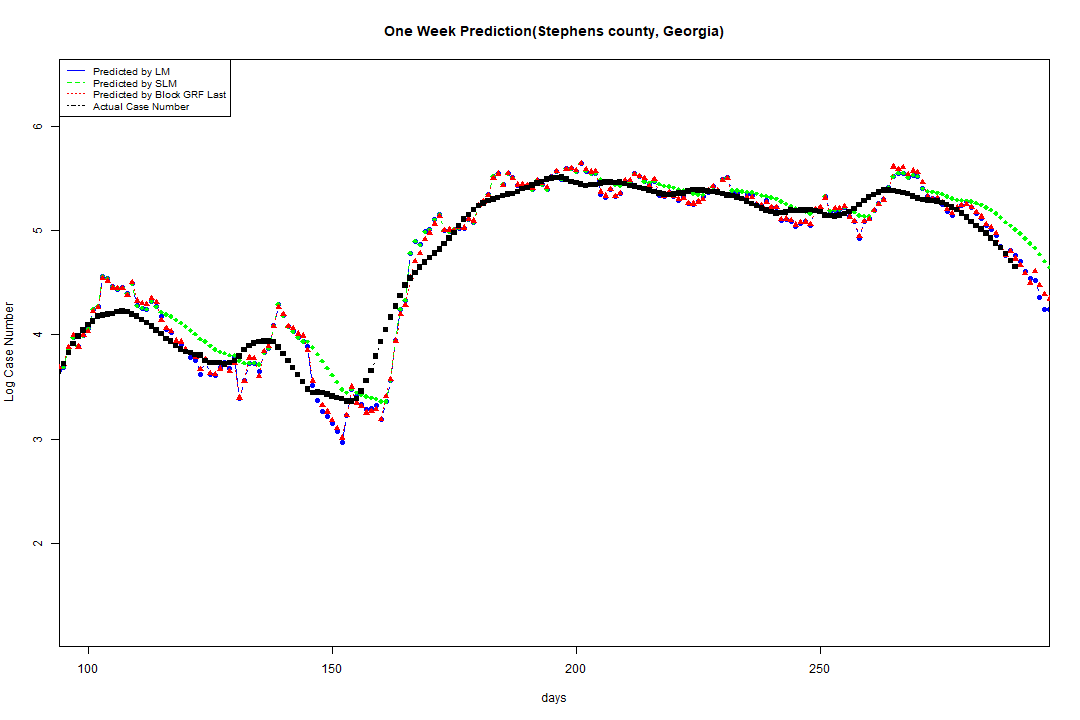 One Week Prediction(Stephens county, Georgia)
Predicted by LM
Predicted by SLM
Predicted by Block GRF Last
Actual Case Number
6
5
4
3
2
Log Case Number
100
150
200
250
days